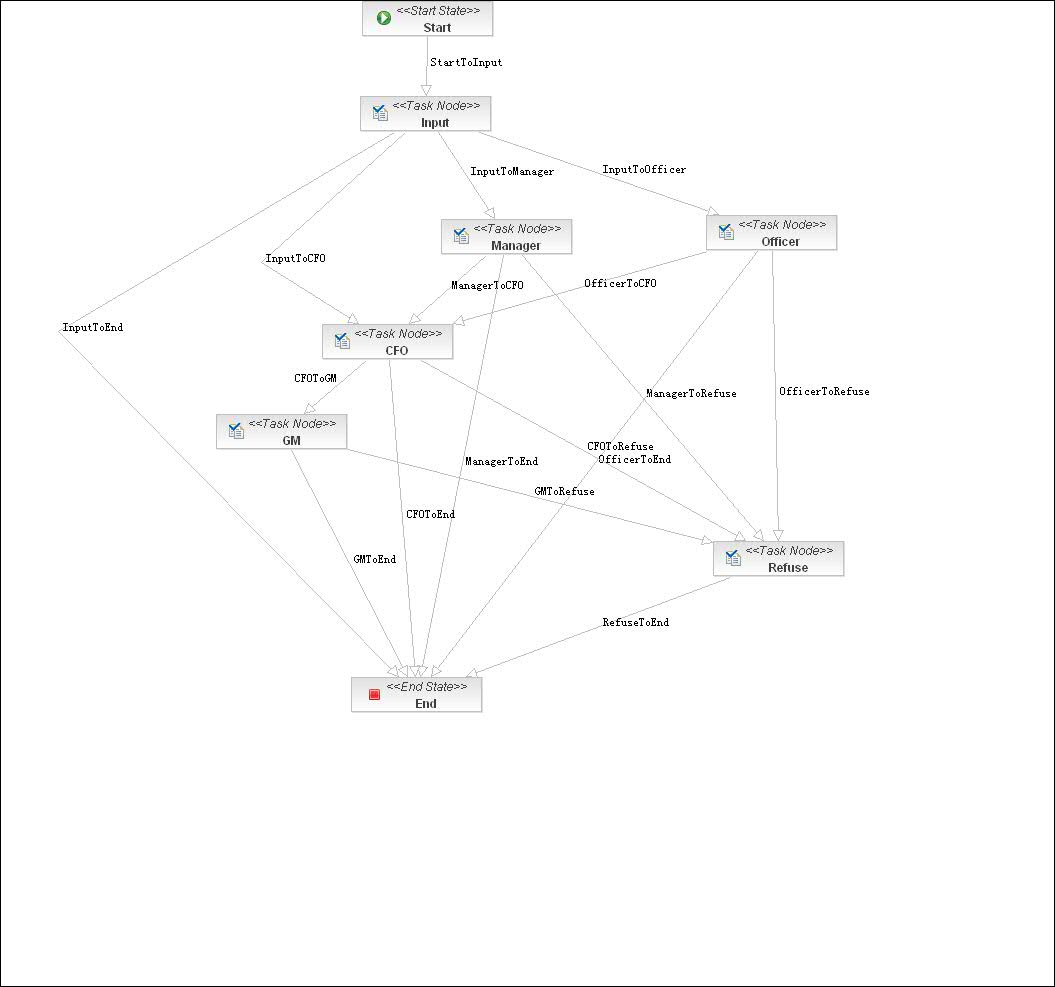 <<Start State>>
Start
StartToInput
<<Task Node>>
Input
InputToManager
InputToOfficer
<<Task Node>>
Officer
<<Task Node>>
Manager
InputToCFO
ManagerToCFO
OfficerToCFO
InputToEnd
<<Task Node>>
CFO
CFOToGM
ManagerToRefuse
OfficerToRefuse
<<Task Node>>
GM
CFOToRefuse
OfficerToEnd
ManagerToEnd
GMToRefuse
CFOToEnd
GMToEnd
<<Task Node>>
Refuse
RefuseToEnd
<<End State>>
End